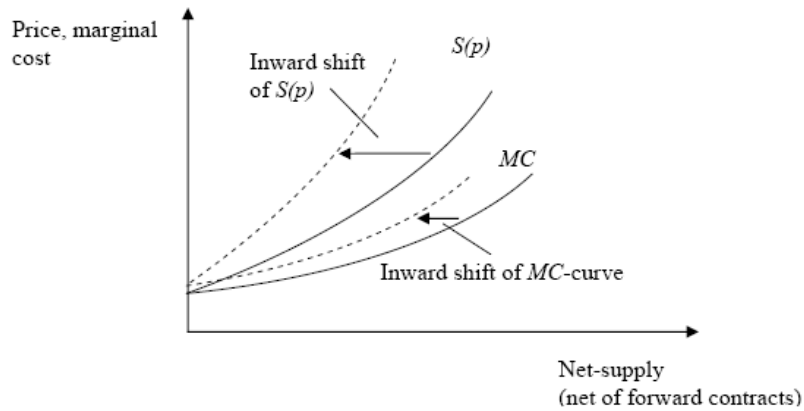 Price, marginal
cost
Inward shift
of S(p)
S(p)
MC
Inward shift of MC-curve
Net-supply
(net of forward contracts)